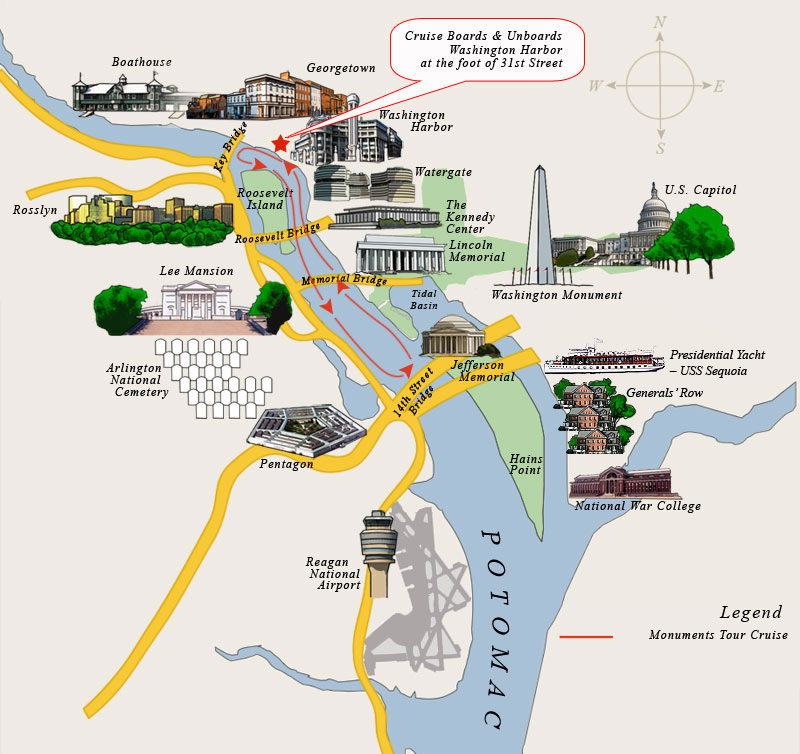 Cruise Boards & Unboards
Washington Harbor
at the foot of 31st Street
N
W
E
S
Boathouse
Georgetown
Washington
Harbor
Key Bridge
Watergate
Roosevelt
Island
Rosslyn
The
Kennedy
Center
U.S. Capitol
Roosevelt Bridge
Lincoln
Memorial
Lee Mansion
Memorial Bridge
Washington Monument
Tidal
Basin
Arlington
National
Cemetery
Jefferson
Memorial
Presidential Yacht
– USS Sequoia
14th Street
Bridge
Generals' Row
Pentagon
Hains
Point
National War College
Reagan
National
Airport
POTOMAC
Legend
Monuments Tour Cruise